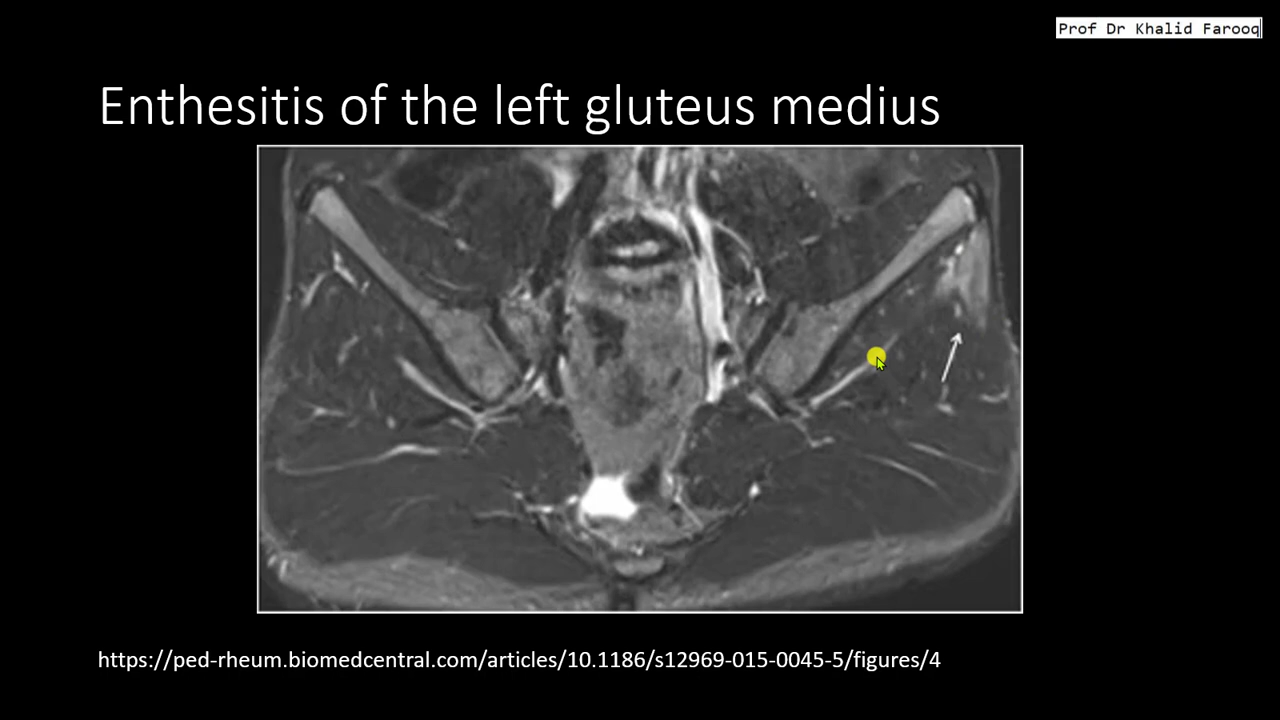 Prof Dr Khalid Farooq
Enthesitis of the left gluteus medius
https://ped-rheum.biomedcentral.com/articles/10.1186/s12969-015-0045-5/figures/4